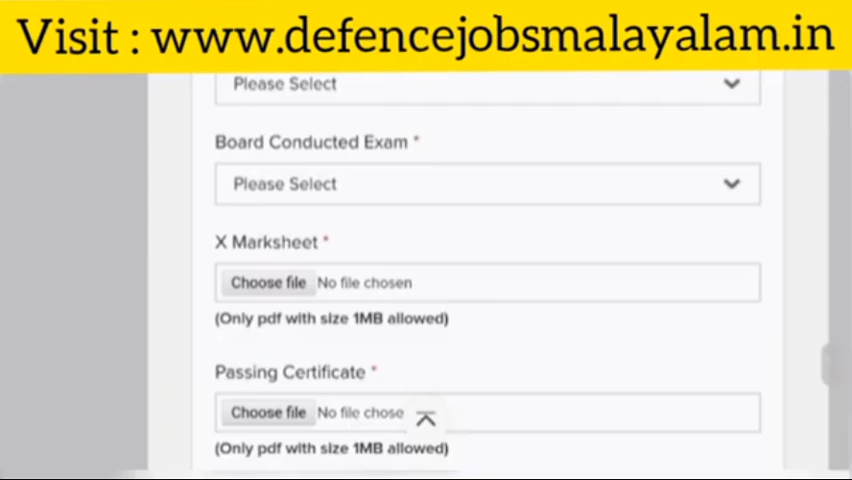 Visit : www.defencejobsmalayalam.in
Please Select
Board Conducted Exam *
Please Select
X Marksheet *
Choose file No file chosen
(Only pdf with size 1MB allowed)
Passing Certificate *
Choose file No file chose
(Only pdf with size 1MB allowed)